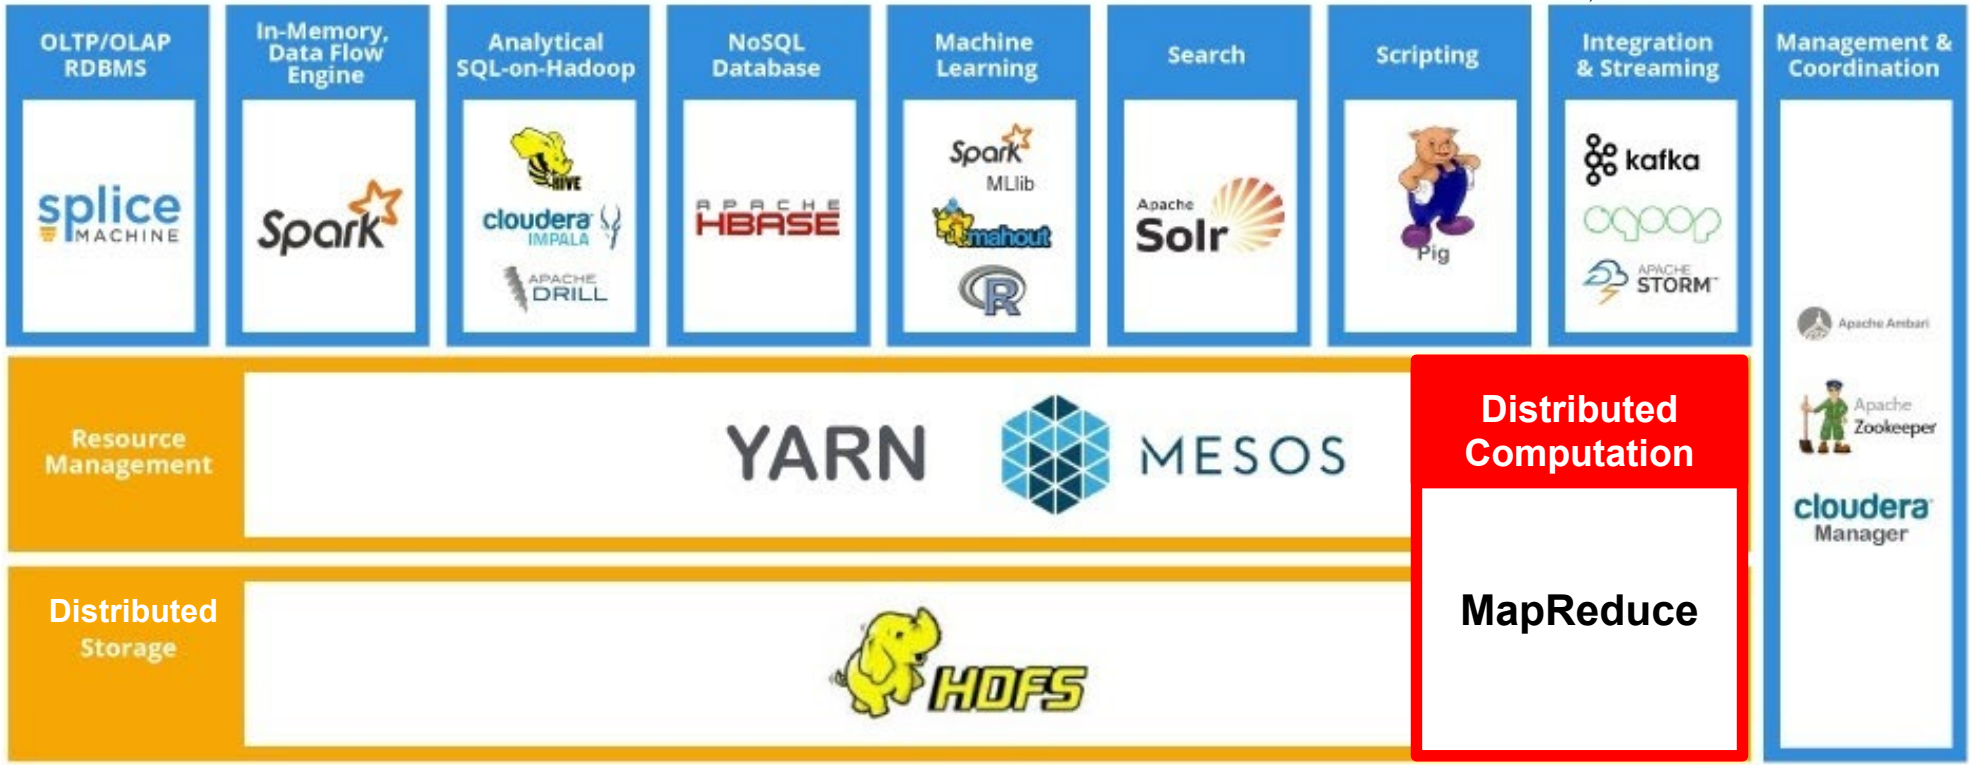 OLTP/OLAP
RDBMS
In-Memory,
Data Flow
Engine
Analytical
SQL-on-Hadoop
NoSQL
Database
Machine
Learning
Search
Scripting
Integration
& Streaming
Management &
Coordination
splice
MACHINE
Spark
HIVE
cloudera
IMPALA
APACHE
DRILL
APACHE
HBASE
Spark
MLlib
mahout
R
Apache
Solr
Pig
kafka
sqoop
APACHE
STORM™
Apache Ambari
Apache
Zookeeper
cloudera
Manager
Resource
Management
YARN
MESOS
Distributed
Computation
MapReduce
Distributed
Storage
HDFS